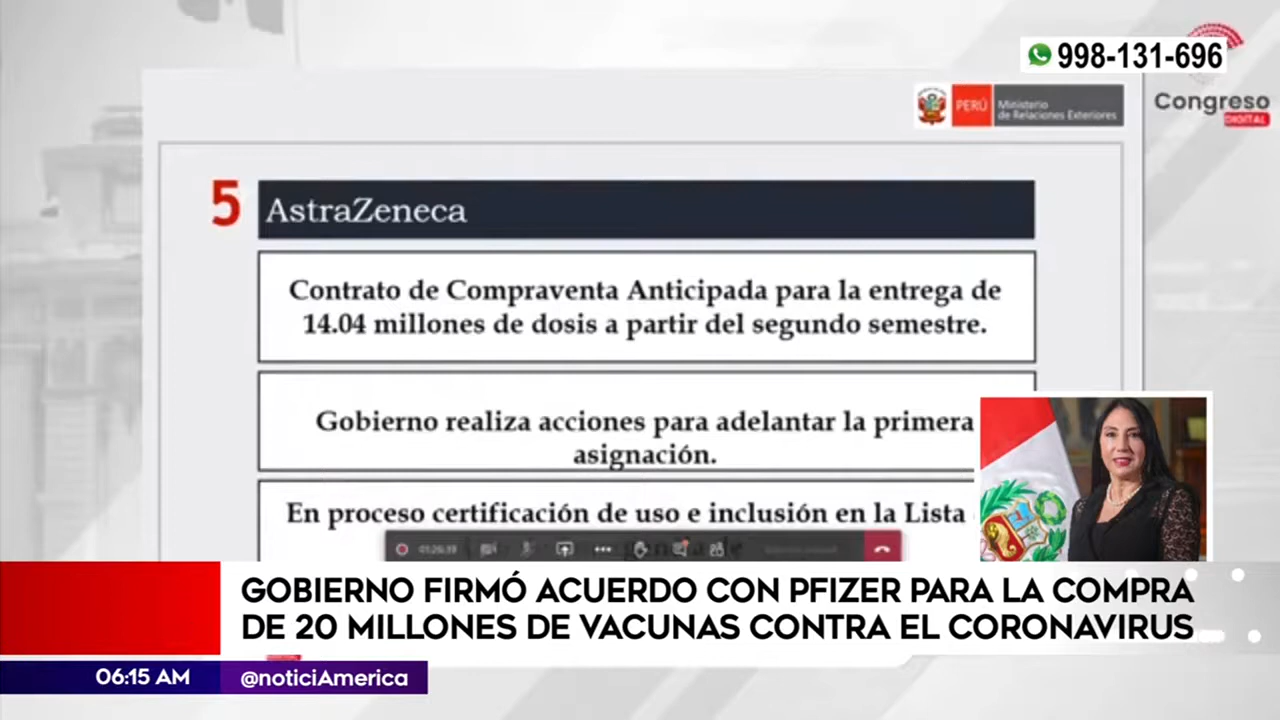 998-131-696
PERÚ
Ministerio
de Relaciones Exteriores
Congreso
DIGITAL
5 AstraZeneca
Contrato de Compraventa Anticipada para la entrega de
14.04 millones de dosis a partir del segundo semestre.
Gobierno realiza acciones para adelantar la primera
asignación.
En proceso certificación de uso e inclusión en la Lista
GOBIERNO FIRMÓ ACUERDO CON PFIZER PARA LA COMPRA
DE 20 MILLONES DE VACUNAS CONTRA EL CORONAVIRUS
06:15 AM
@noticiAmerica